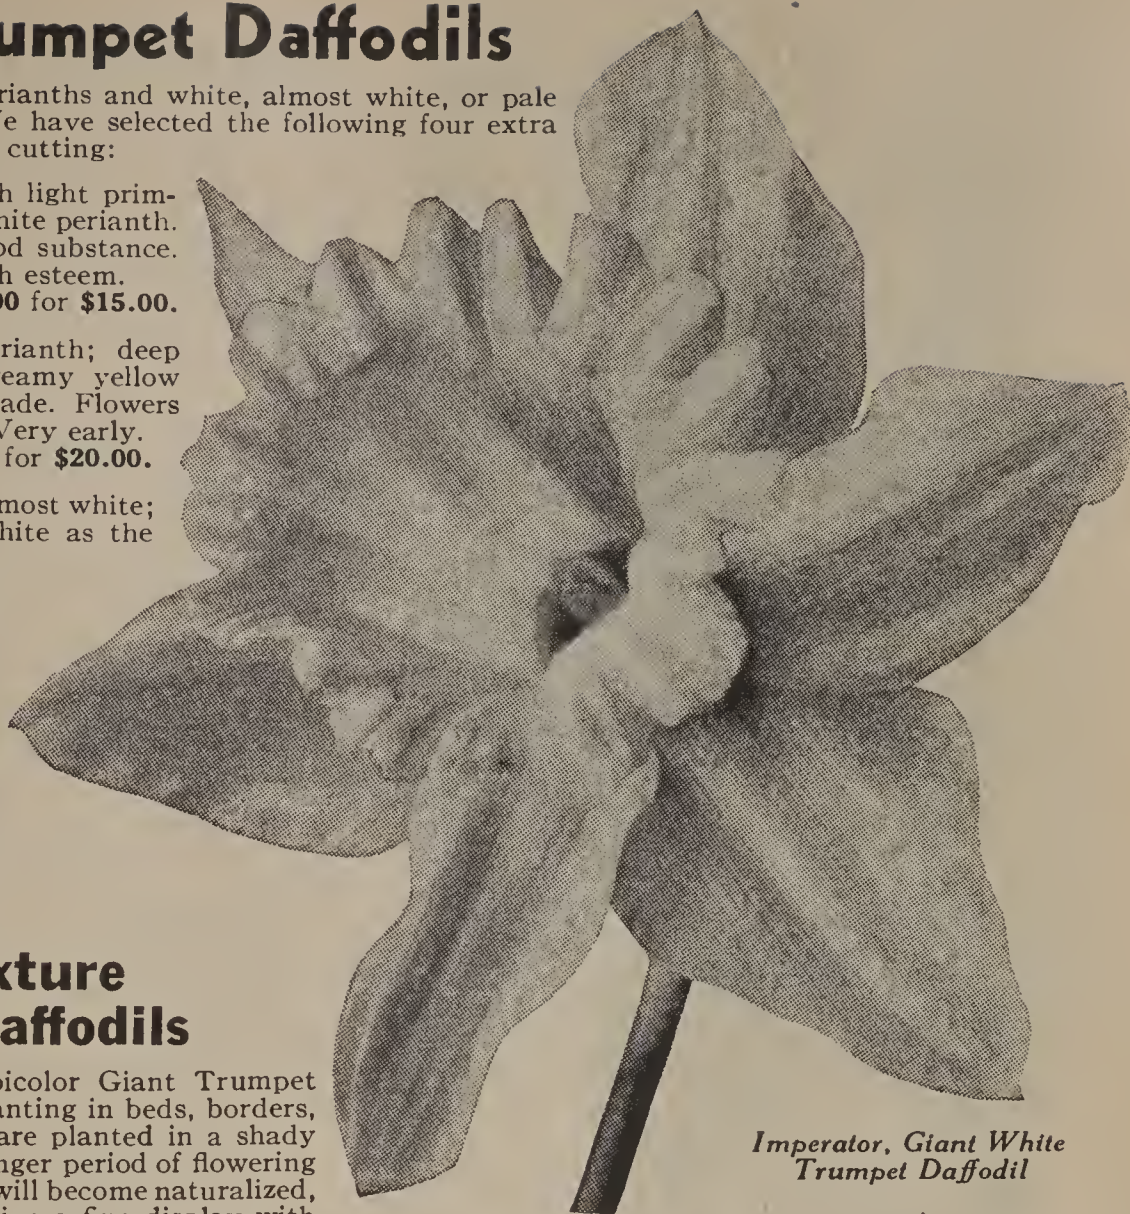 umpet Daffodils
rianths and white, almost white, or pale
e have selected the following four extra
cutting:
h light prim-
hite perianth.
od substance.
h esteem.
00 for $15.00.
rianth; deep
eamy yellow
ade. Flowers
Very early.
for $20.00.
most white;
hite as the
xture
affodils
bicolor Giant Trumpet
anting in beds, borders,
are planted in a shady
nger period of flowering
will become naturalized,
a fine display with
Imperator, Giant White
Trumpet Daffodil